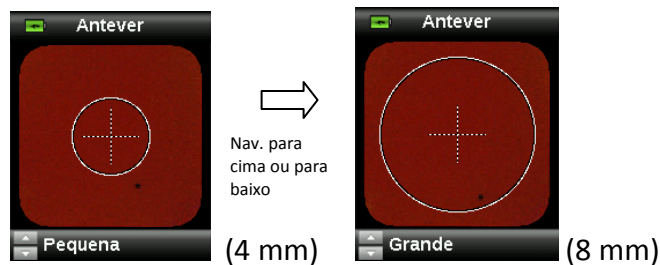 Antever
Pequena
(4 mm)
Nav. para
cima ou para
baixo
Antever
Grande
(8 mm)